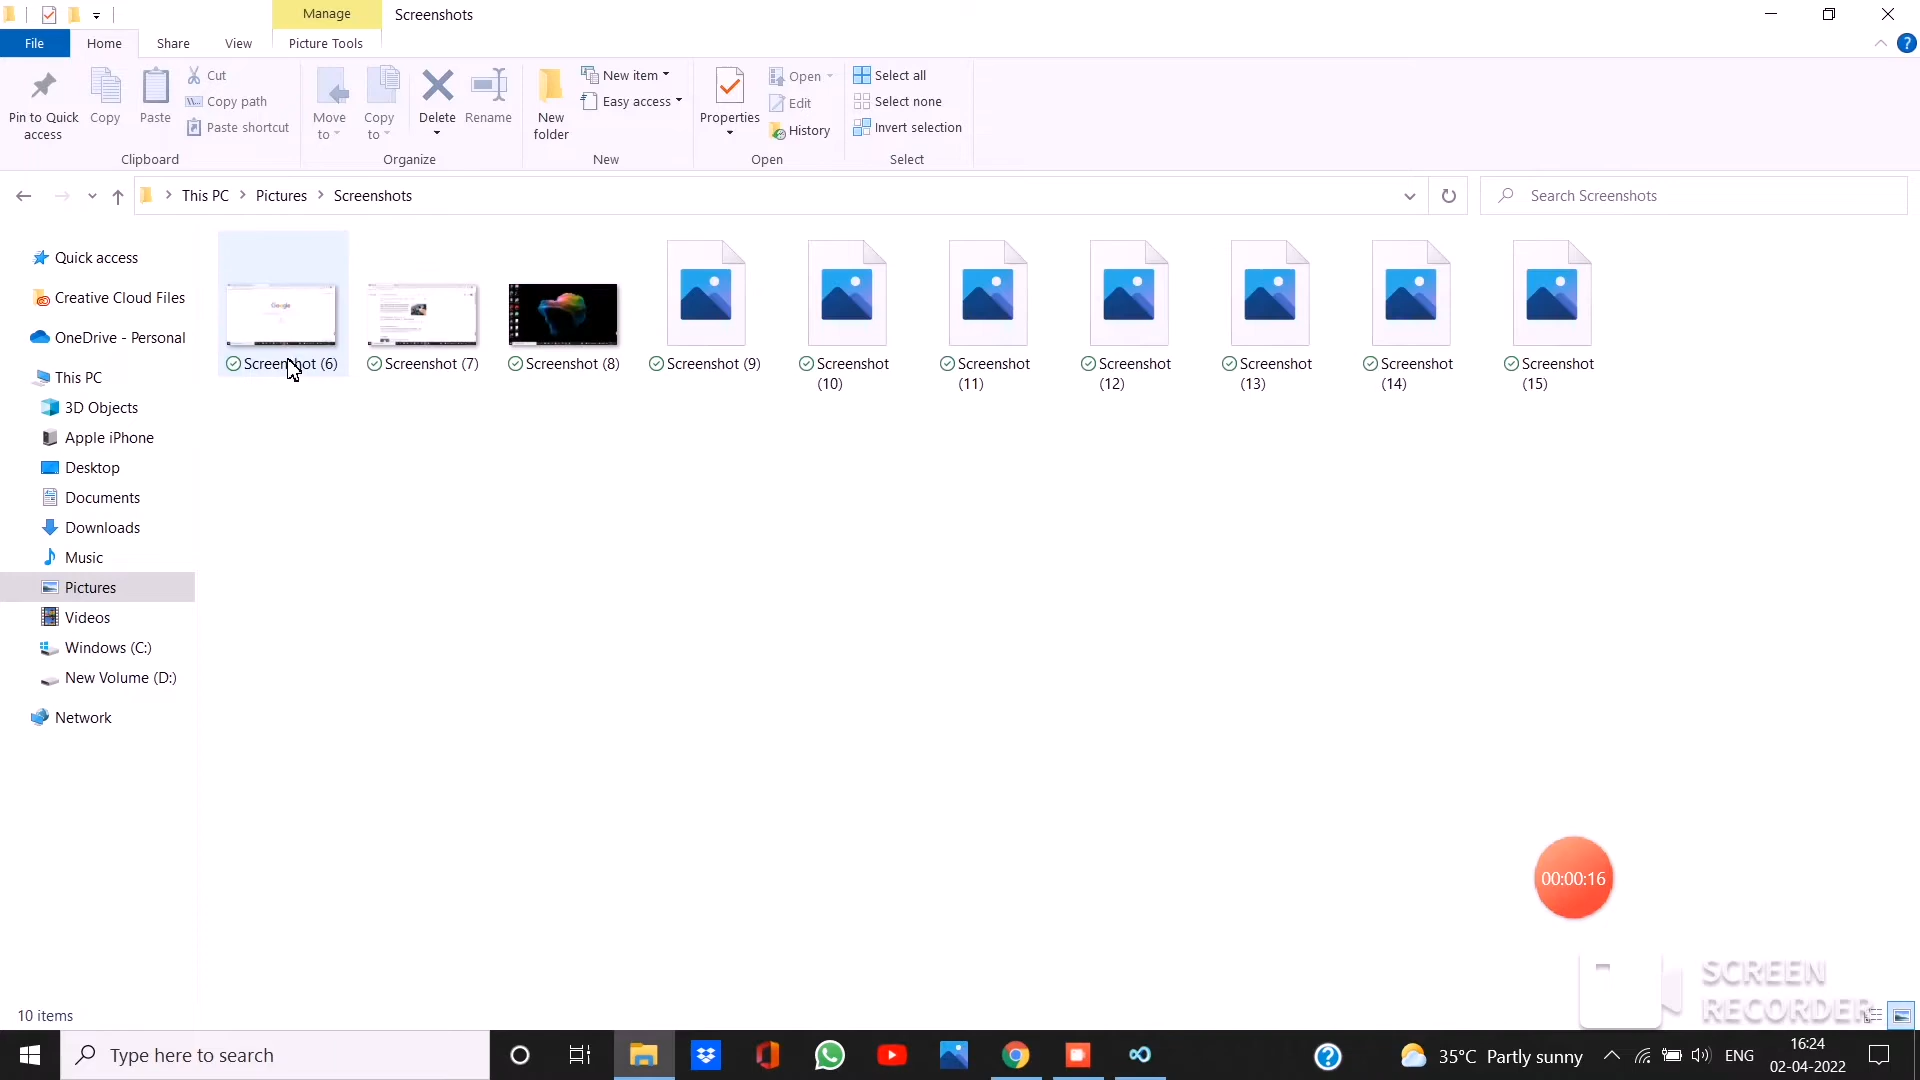 Manage
Screenshots
File
Home
Share
View
Picture Tools
Pin to Quick
access
Copy
Paste
Cut
Copy path
Paste shortcut
Clipboard
Move
to
Copy
to
Delete
Rename
Organize
New
folder
New item
Easy access
New
Properties
Open
Edit
History
Open
Select all
Select none
Invert selection
Select
This PC
Pictures
Screenshots
Search Screenshots
Quick access
Creative Cloud Files
OneDrive - Personal
This PC
3D Objects
Apple iPhone
Desktop
Documents
Downloads
Music
Pictures
Videos
Windows (C:)
New Volume (D:)
Network
Google
Screenshot (6)
Screenshot (7)
Screenshot (8)
Screenshot (9)
Screenshot
(10)
Screenshot
(11)
Screenshot
(12)
Screenshot
(13)
Screenshot
(14)
Screenshot
(15)
00:00:16
SCREEN
RECORDER
10 items
Type here to search
35°C Partly sunny
ENG
16:24
02-04-2022